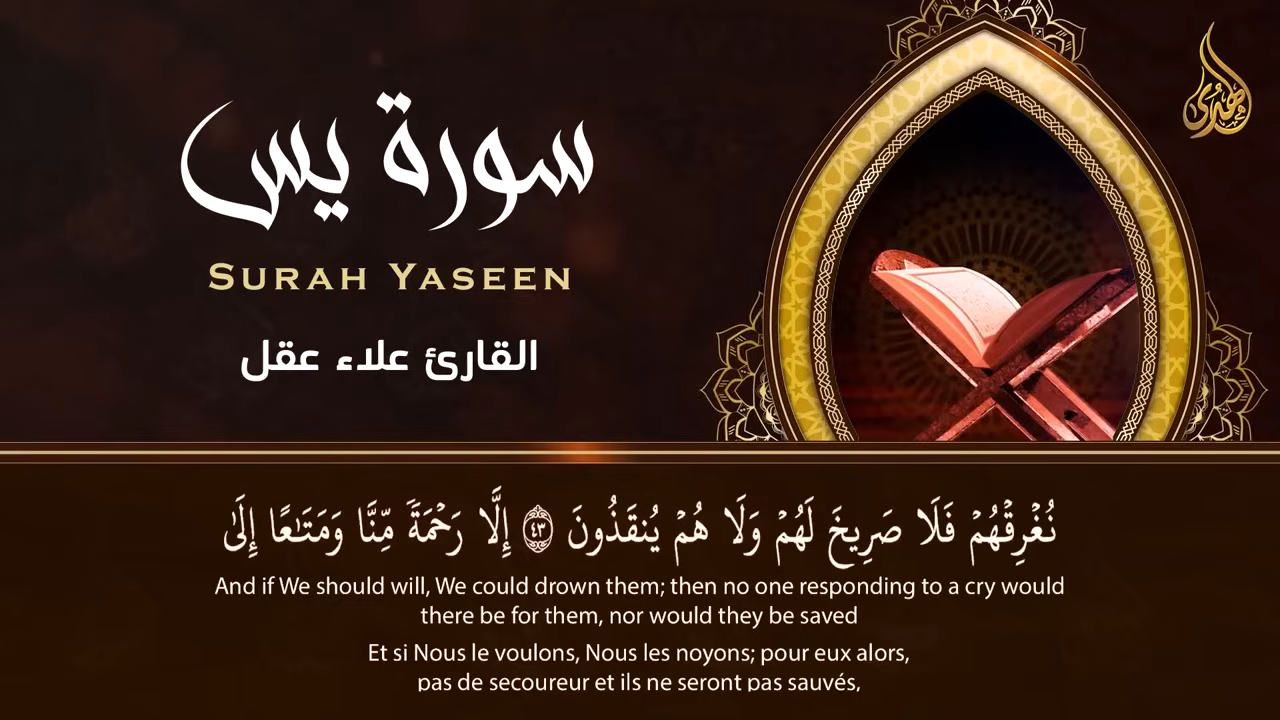 سورة يس
SURAH YASEEN
القارئ علاء عقل
الهدى
نُغْرِقْهُمْ فَلَا صَرِيخَ لَهُمْ وَلَا هُمْ يُنقَذُونَ ٤٣ إِلَّا رَحْمَةً مِّنَّا وَمَتَٰعًا إِلَىٰ
And if We should will, We could drown them; then no one responding to a cry would
there be for them, nor would they be saved
Et si Nous le voulons, Nous les noyons; pour eux alors,
pas de secoureur et ils ne seront pas sauvés,